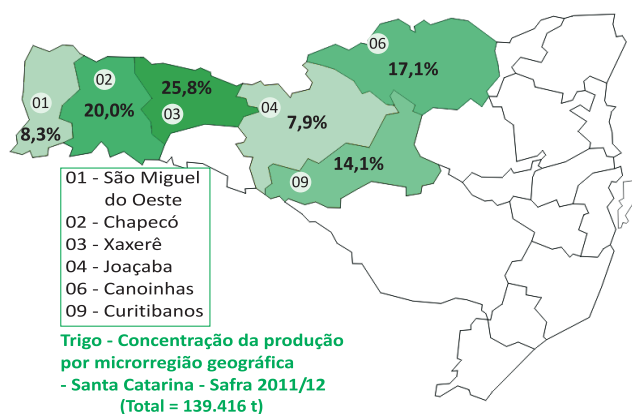 06
17,1%
02
25,8%
01
20,0%
03
04
7,9%
8,3%
14,1%
09
01 - São Miguel
do Oeste
02 - Chapecó
03 - Xaxerê
04 - Joaçaba
06 - Canoinhas
09 - Curitibanos
Trigo - Concentração da produção
por microrregião geográfica
- Santa Catarina - Safra 2011/12
(Total = 139.416 t)